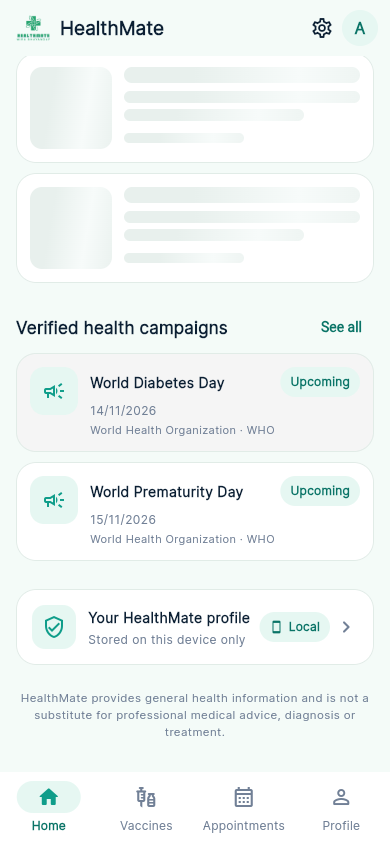 HealthMate
A
Verified health campaigns
See all
World Diabetes Day
Upcoming
14/11/2026
World Health Organization · WHO
World Prematurity Day
Upcoming
15/11/2026
World Health Organization · WHO
Your HealthMate profile
Stored on this device only
Local
HealthMate provides general health information and is not a
substitute for professional medical advice, diagnosis or
treatment.
Home
Vaccines
Appointments
Profile